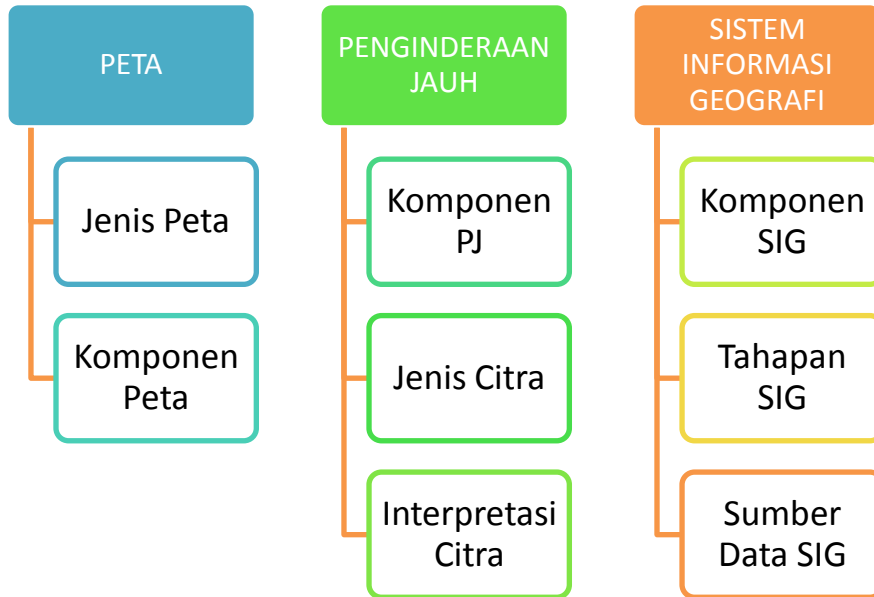 PETA
Jenis Peta
Komponen
Peta
PENGINDERAAN
JAUH
Komponen
PJ
Jenis Citra
Interpretasi
Citra
SISTEM
INFORMASI
GEOGRAFI
Komponen
SIG
Tahapan
SIG
Sumber
Data SIG